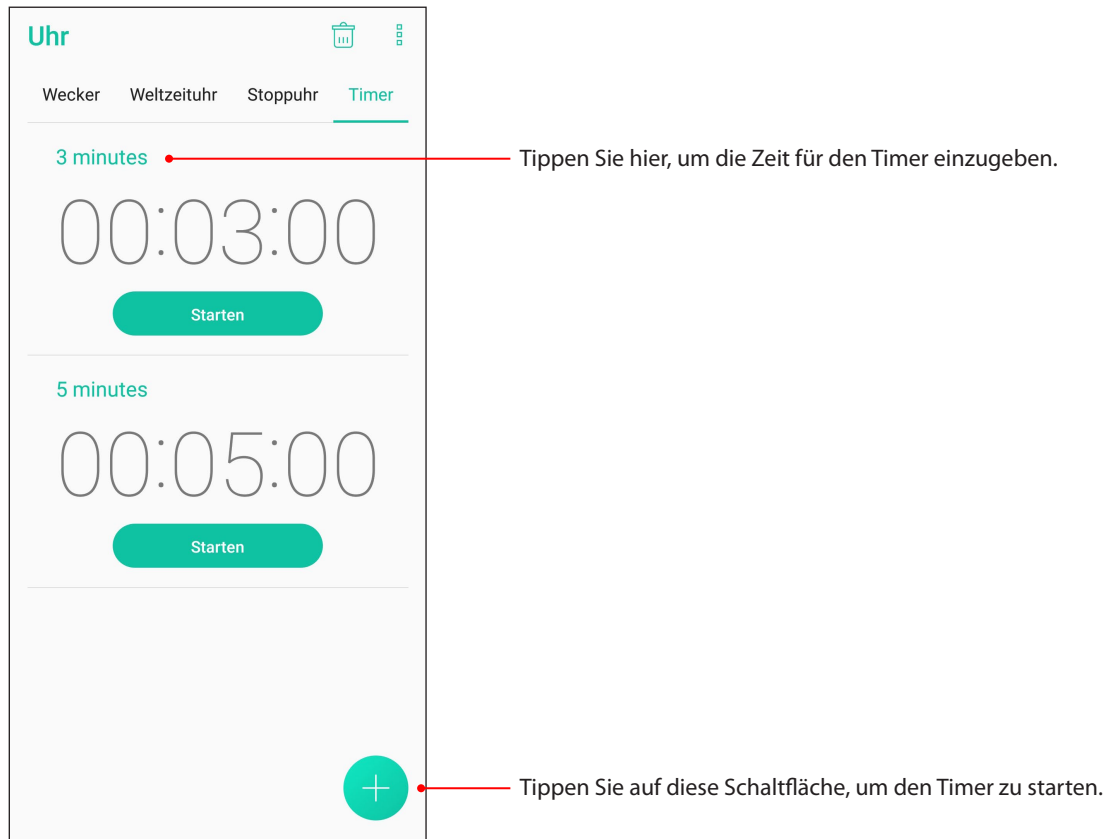 Uhr
Wecker Weltzeituhr Stoppuhr Timer
3 minutes
Tippen Sie hier, um die Zeit für den Timer einzugeben.
00:03:00
Starten
5 minutes
00:05:00
Starten
Tippen Sie auf diese Schaltfläche, um den Timer zu starten.